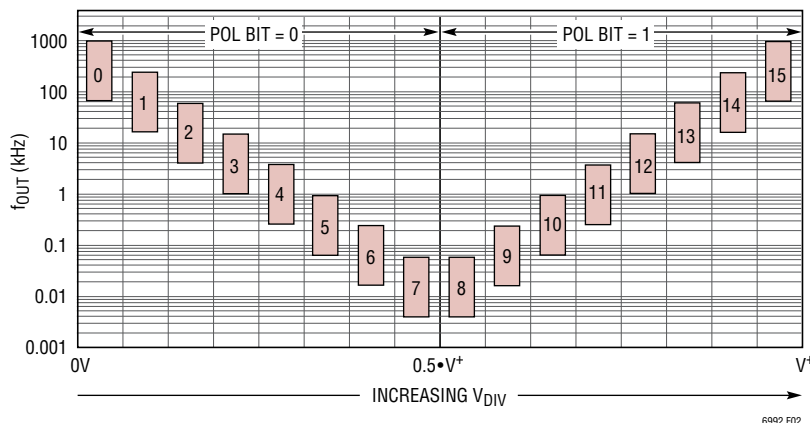 POL BIT = 0
POL BIT = 1
fOUT (kHz)
1000
100
10
1
0.1
0.01
0.001
0
1
2
3
4
5
6
7
8
9
10
11
12
13
14
15
0V
0.5•V+
V+
INCREASING VDIV
6992 F02